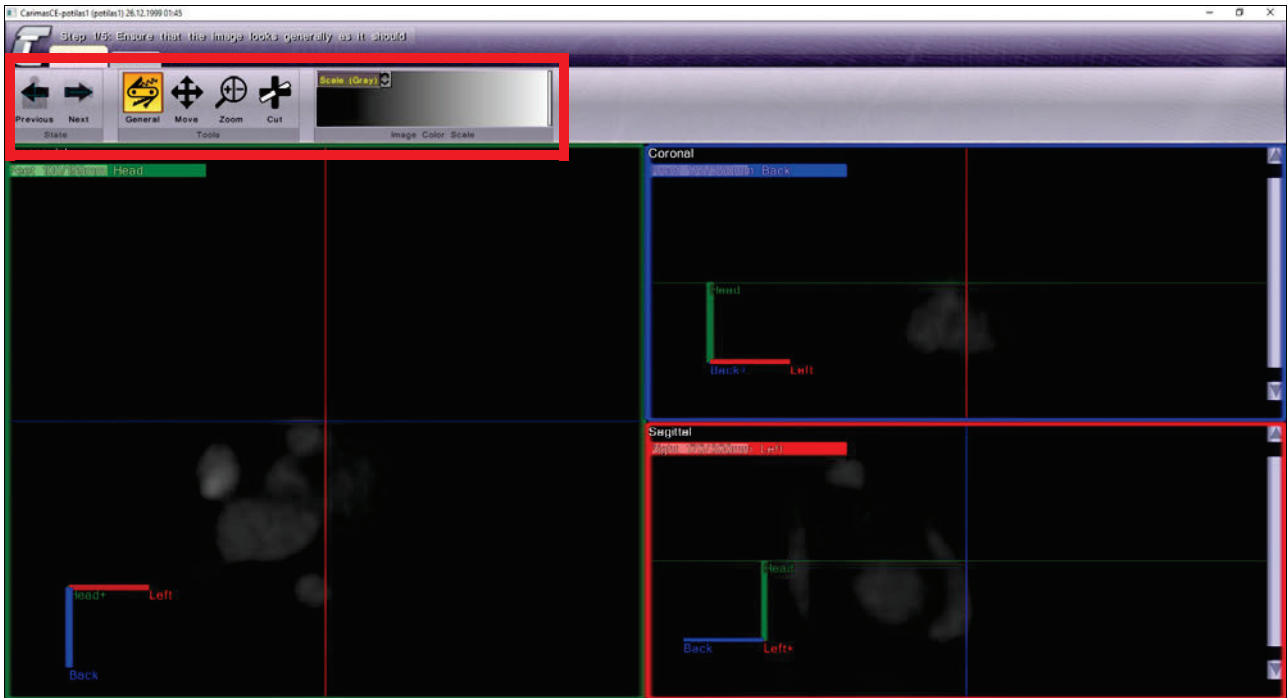 CarimasCE-potilas1 (potilas1) 26.12.1999 01:45
Step 1/5: Ensure that the image looks generally as it should
Scale (Gray)
Previous Next General Move Zoom Cut
State Tools Image Color Scale
Head
Head+ Left
Back
Coronal
Back
Head
Back+ Left
Sagittal
Left
Head
Back Left+